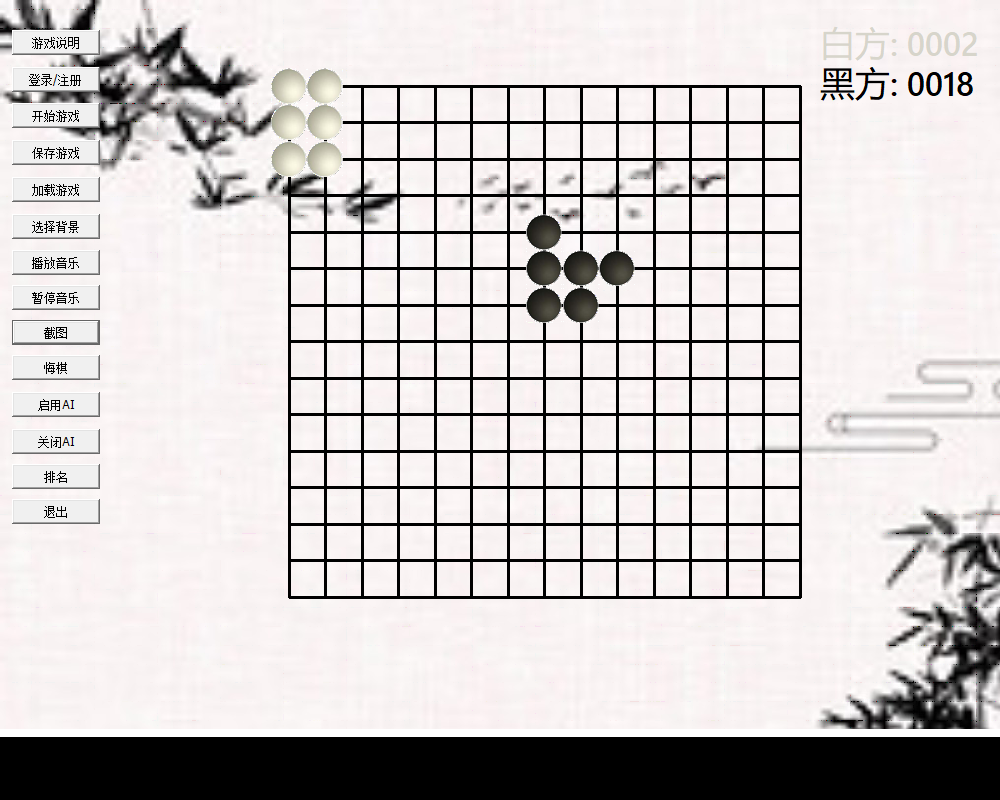 游戏说明
登录/注册
开始游戏
保存游戏
加载游戏
选择背景
播放音乐
暂停音乐
截图
悔棋
启用AI
关闭AI
排名
退出
白方: 0002
黑方: 0018